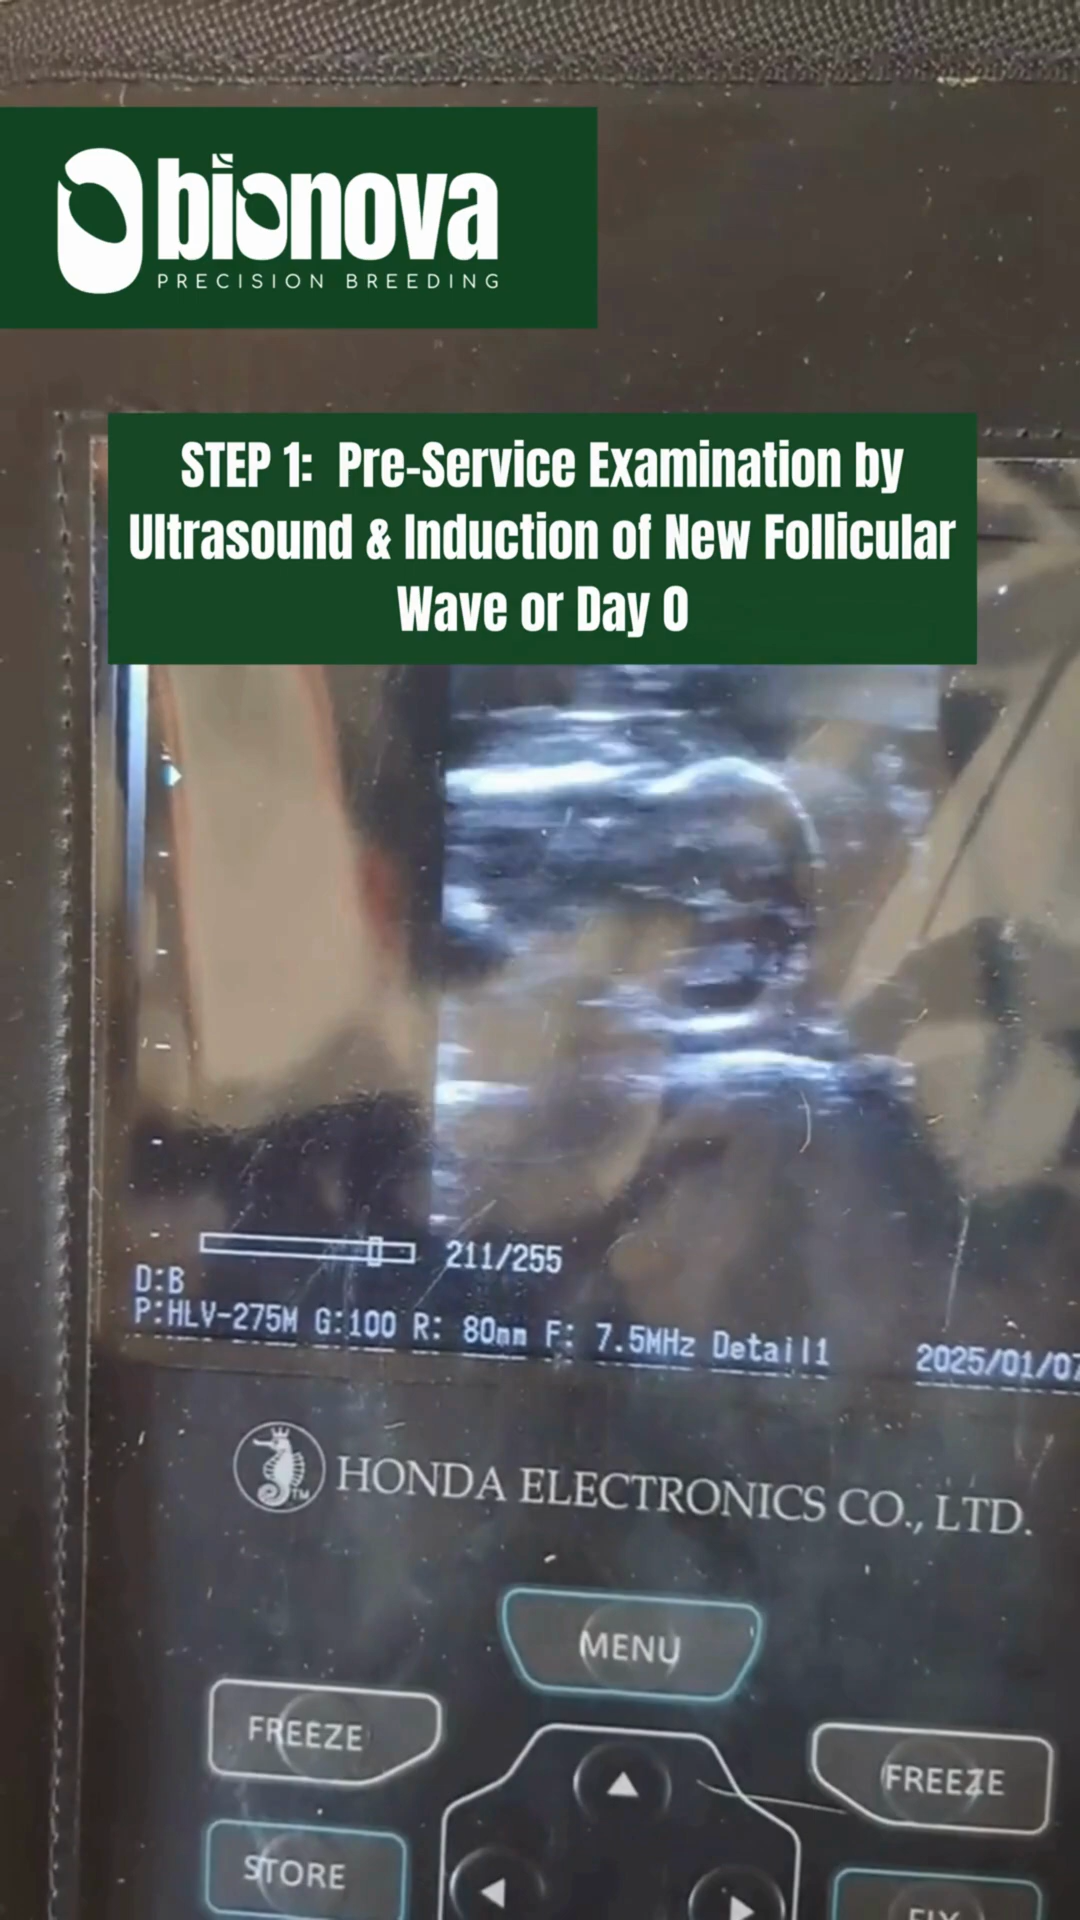 bionova
PRECISION BREEDING
STEP 1: Pre-Service Examination by
Ultrasound & Induction of New Follicular
Wave or Day 0
211/255
D:B
P:HLV-275M G:100 R: 80mm F: 7.5MHz Detail1
2025/01/07
TM
HONDA ELECTRONICS CO., LTD.
MENU
FREEZE
FREEZE
STORE